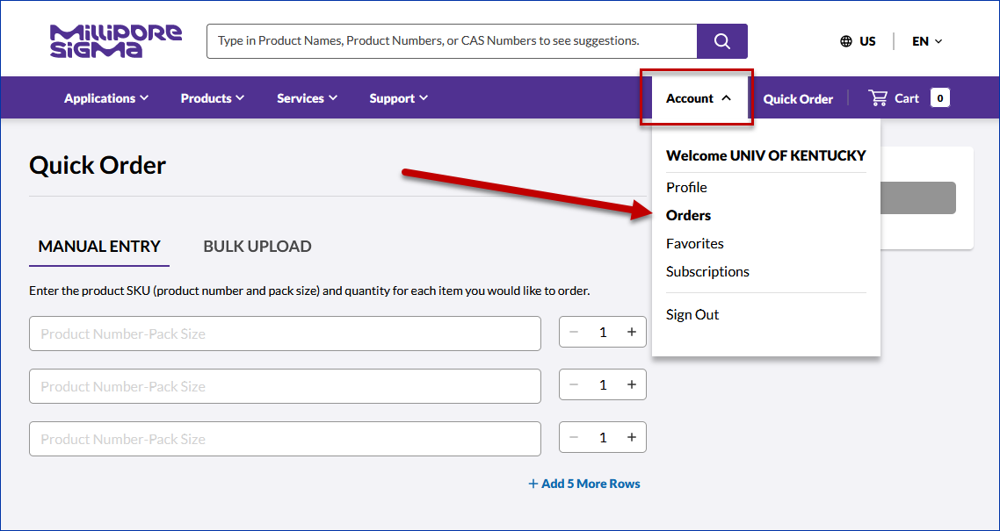 MILLIPORE
SIGMA
Type in Product Names, Product Numbers, or CAS Numbers to see suggestions.
US
EN
Applications
Products
Services
Support
Account
Quick Order
Cart
0
Quick Order
Welcome UNIV OF KENTUCKY
Profile
Orders
Favorites
Subscriptions
Sign Out
MANUAL ENTRY
BULK UPLOAD
Enter the product SKU (product number and pack size) and quantity for each item you would like to order.
Product Number-Pack Size
− 1 +
Product Number-Pack Size
− 1 +
Product Number-Pack Size
− 1 +
+ Add 5 More Rows